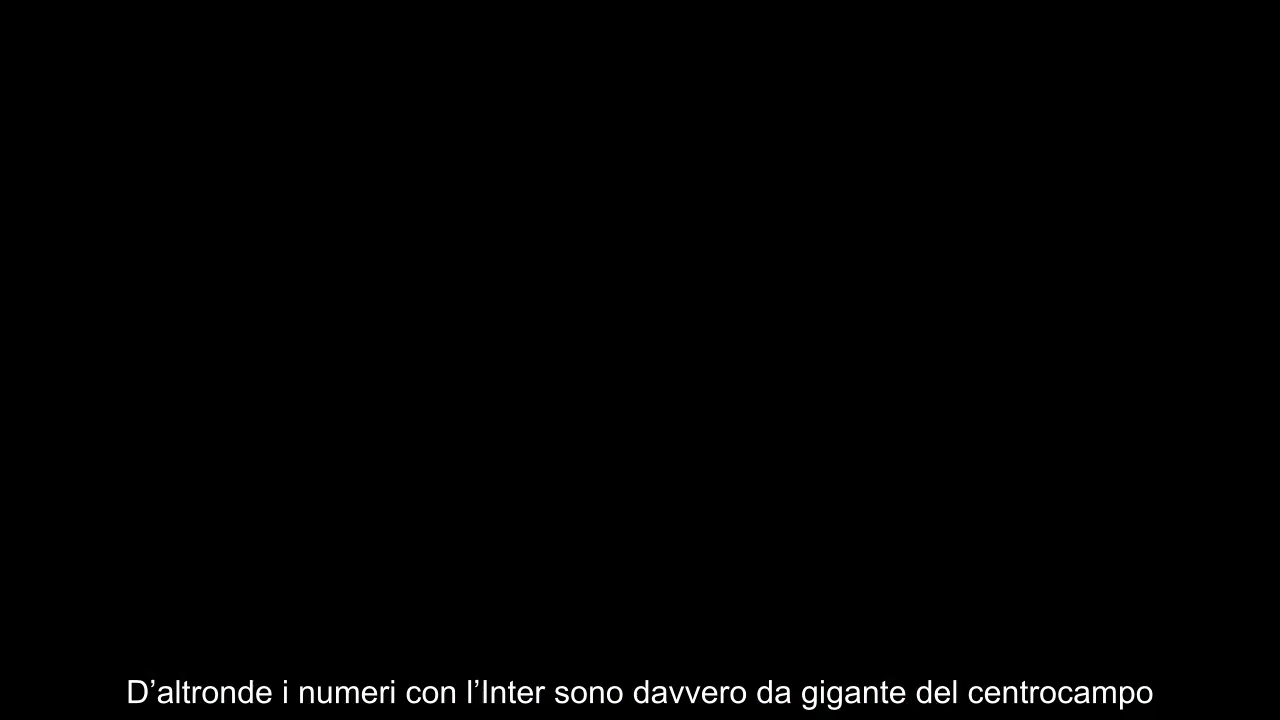 D’altronde i numeri con l’Inter sono davvero da gigante del centrocampo